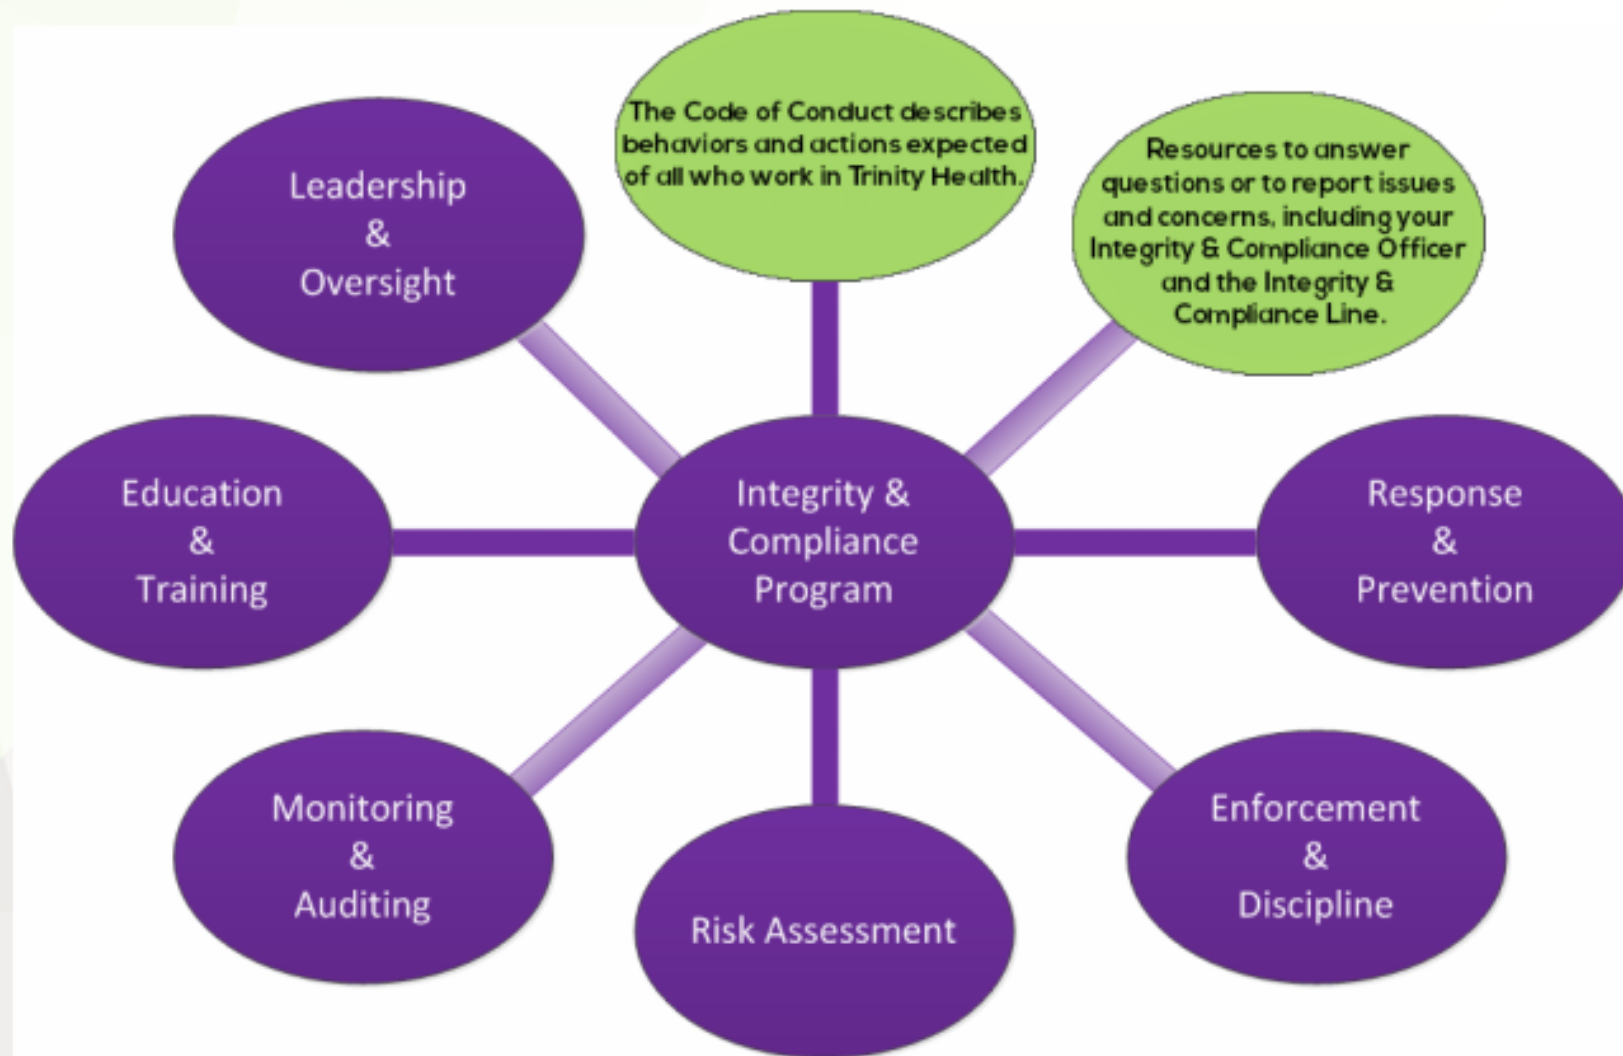 The Code of Conduct describes
behaviors and actions expected
of all who work in Trinity Health.
Resources to answer
questions or to report issues
and concerns, including your
Integrity & Compliance Officer
and the Integrity &
Compliance Line.
Leadership
&
Oversight
Education
&
Training
Integrity &
Compliance
Program
Response
&
Prevention
Monitoring
&
Auditing
Risk Assessment
Enforcement
&
Discipline